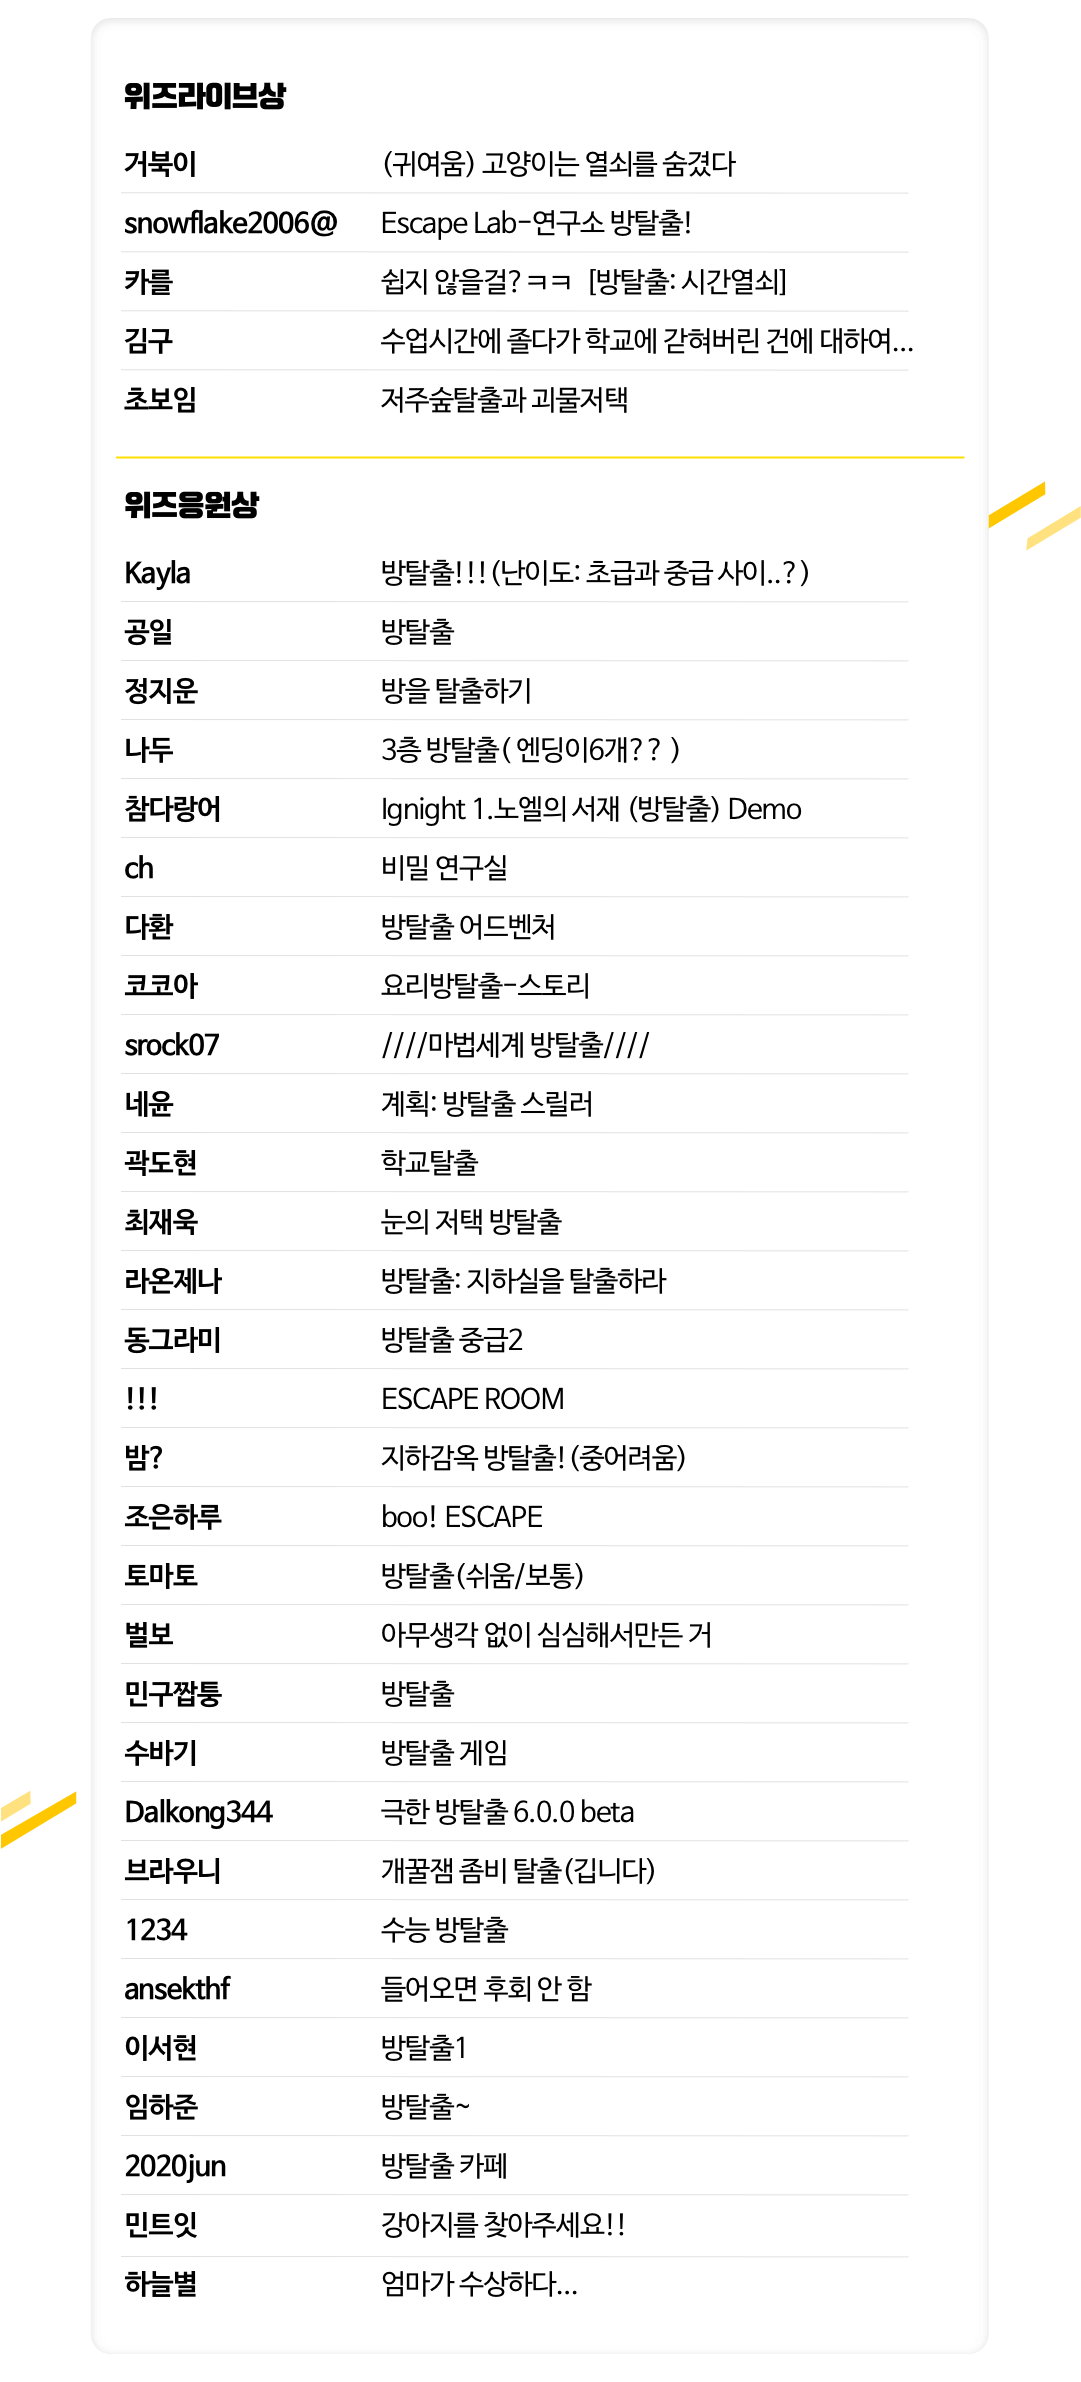 위즈라이브상
거북이 (귀여움) 고양이는 열쇠를 숨겼다
snowflake2006@ Escape Lab-연구소 방탈출!
카를 쉽지 않을걸?ㅋㅋ [방탈출: 시간열쇠]
김구 수업시간에 졸다가 학교에 갇혀버린 건에 대하여...
초보임 저주숲탈출과 괴물저택
위즈응원상
Kayla 방탈출!!!(난이도: 초급과 중급 사이..?)
공일 방탈출
정지운 방을 탈출하기
나두 3층 방탈출( 엔딩이6개?? )
참다랑어 Ignight 1.노엘의 서재 (방탈출) Demo
ch 비밀 연구실
다환 방탈출 어드벤처
코코아 요리방탈출-스토리
srock07 ////마법세계 방탈출////
네윤 계획: 방탈출 스릴러
곽도현 학교탈출
최재욱 눈의 저택 방탈출
라온제나 방탈출: 지하실을 탈출하라
동그라미 방탈출 중급2
!!! ESCAPE ROOM
밤? 지하감옥 방탈출!(중어려움)
조은하루 boo! ESCAPE
토마토 방탈출(쉬움/보통)
벌보 아무생각 없이 심심해서만든 거
민구짭퉁 방탈출
수바기 방탈출 게임
Dalkong344 극한 방탈출 6.0.0 beta
브라우니 개꿀잼 좀비 탈출(깁니다)
1234 수능 방탈출
ansekthf 들어오면 후회 안 함
이서현 방탈출1
임하준 방탈출~
2020jun 방탈출 카페
민트잇 강아지를 찾아주세요!!
하늘별 엄마가 수상하다...